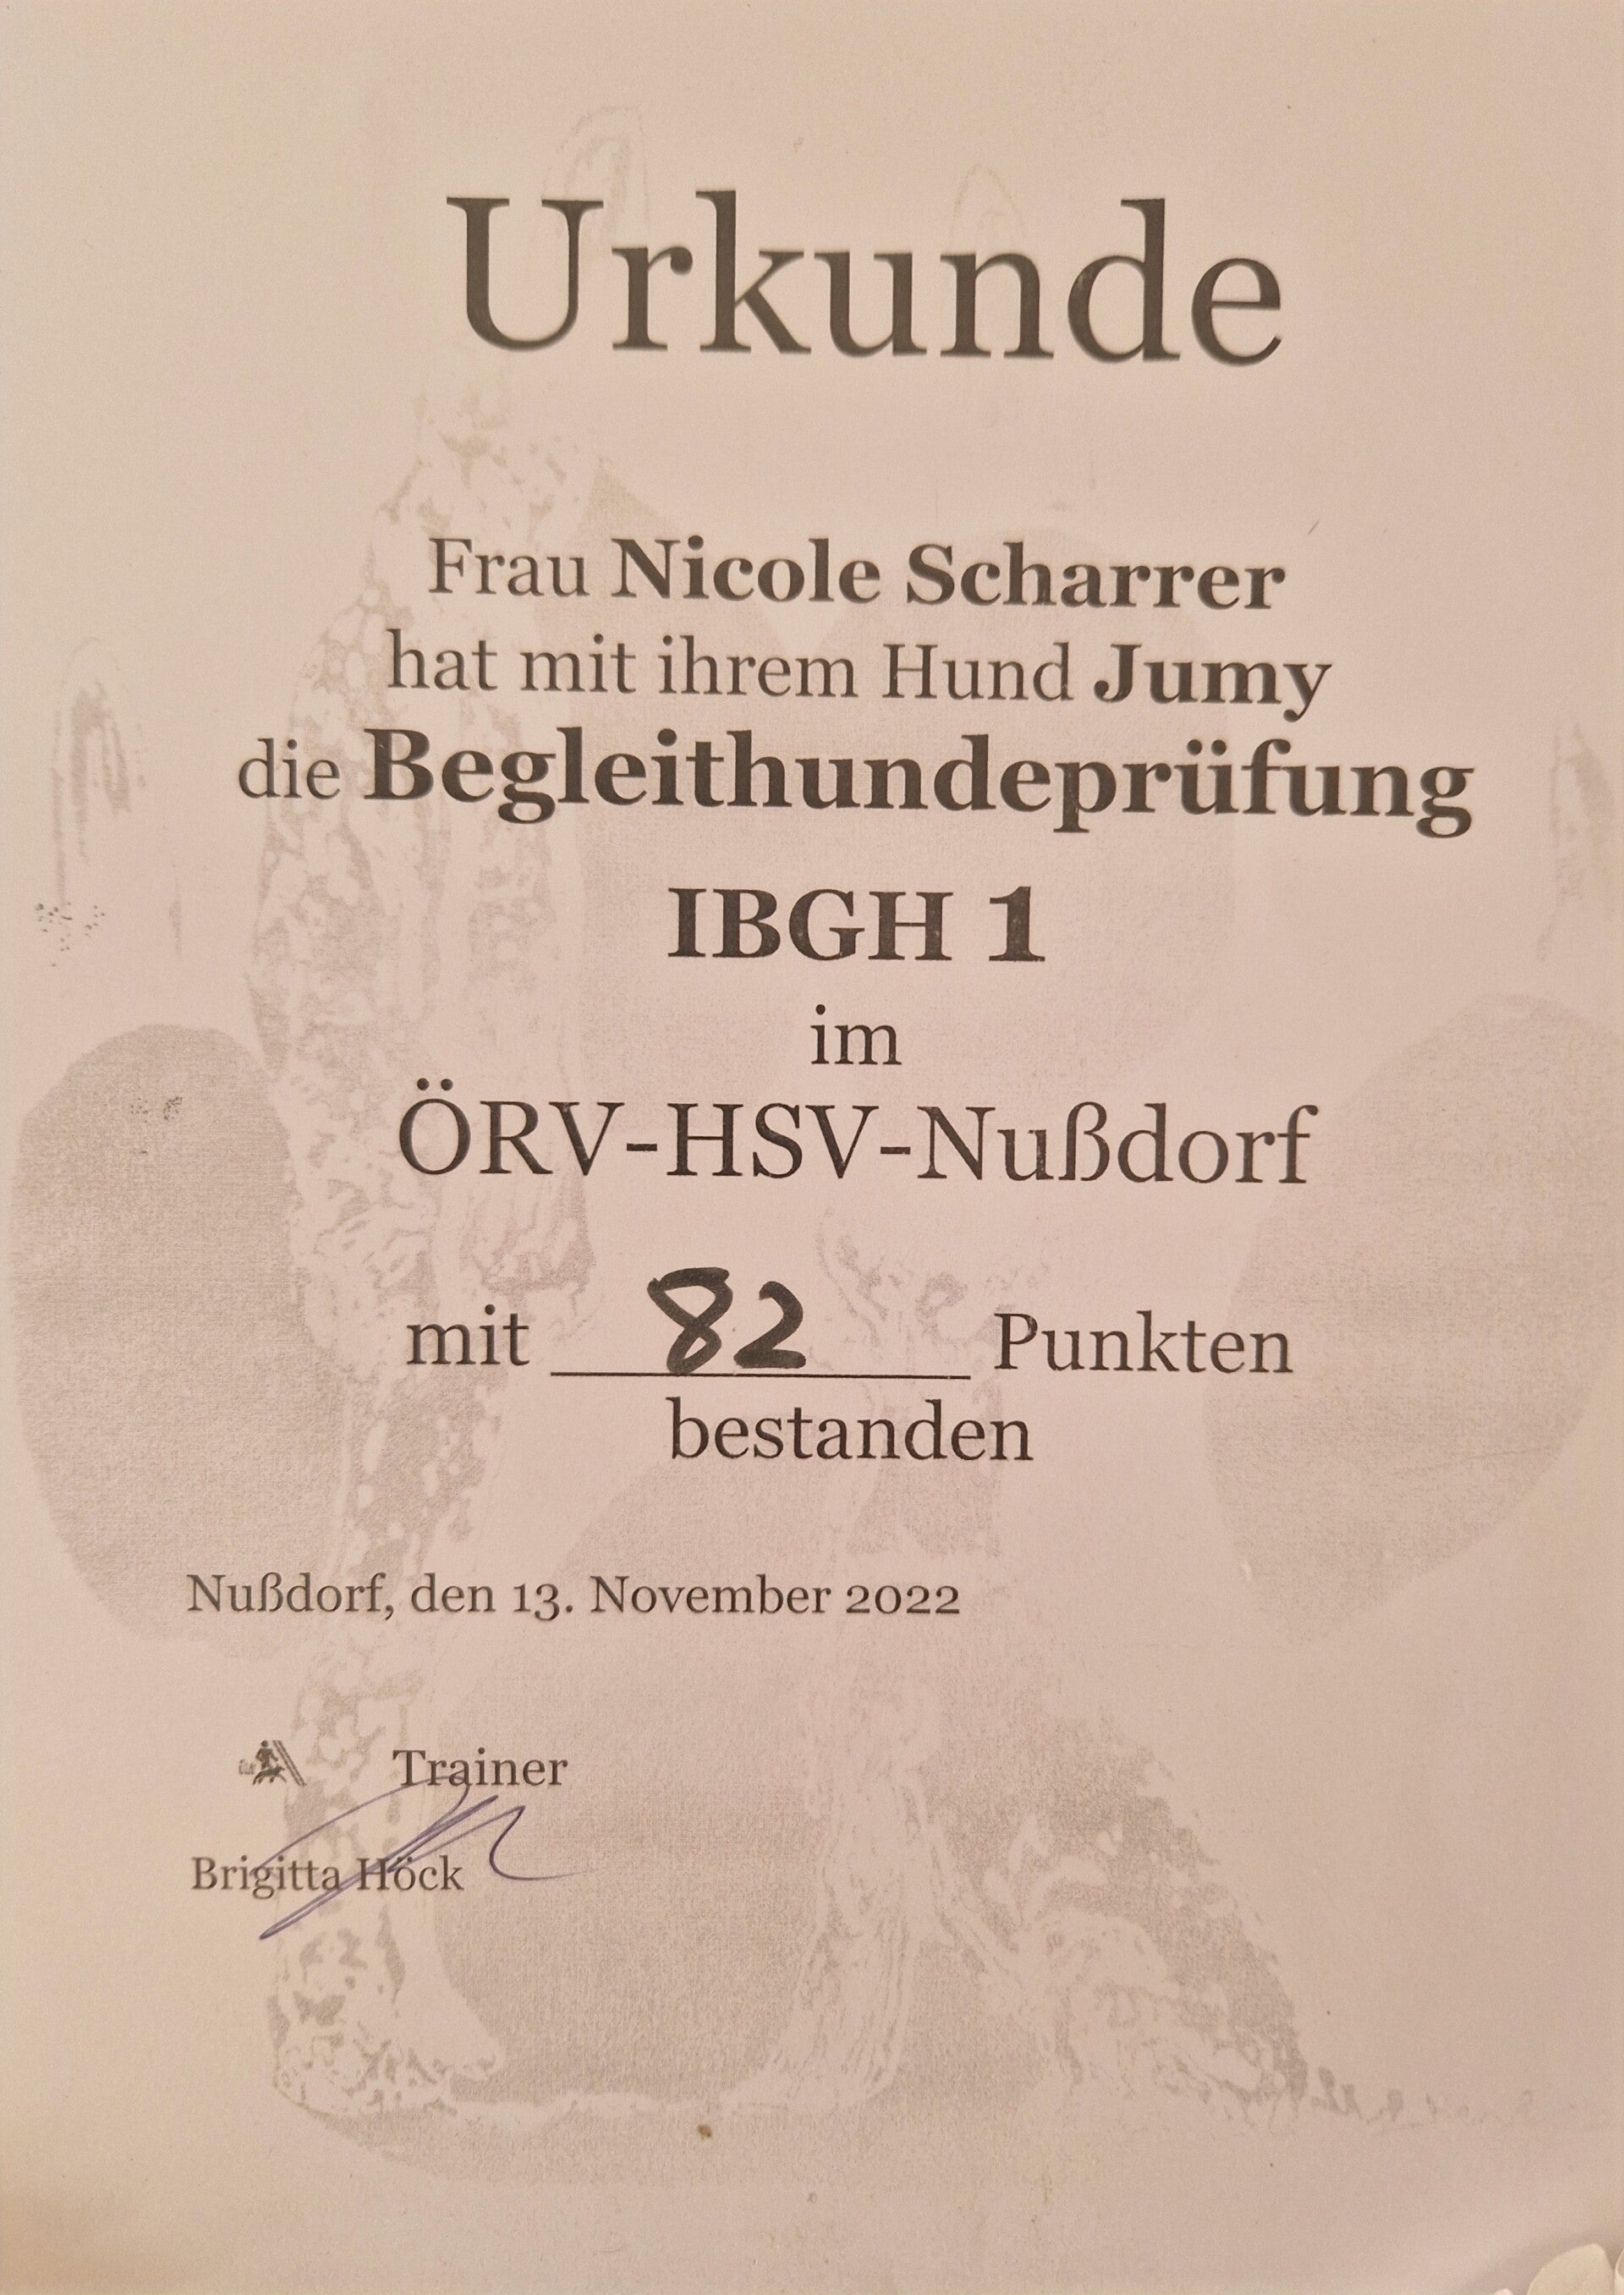 Urkunde
Frau Nicole Scharrer
hat mit ihrem Hund Jumy
die Begleithundeprüfung
IBGH 1
im
ÖRV-HSV-Nußdorf
mit 82 Punkten
bestanden
Nußdorf, den 13. November 2022
Trainer
Brigitta Höck